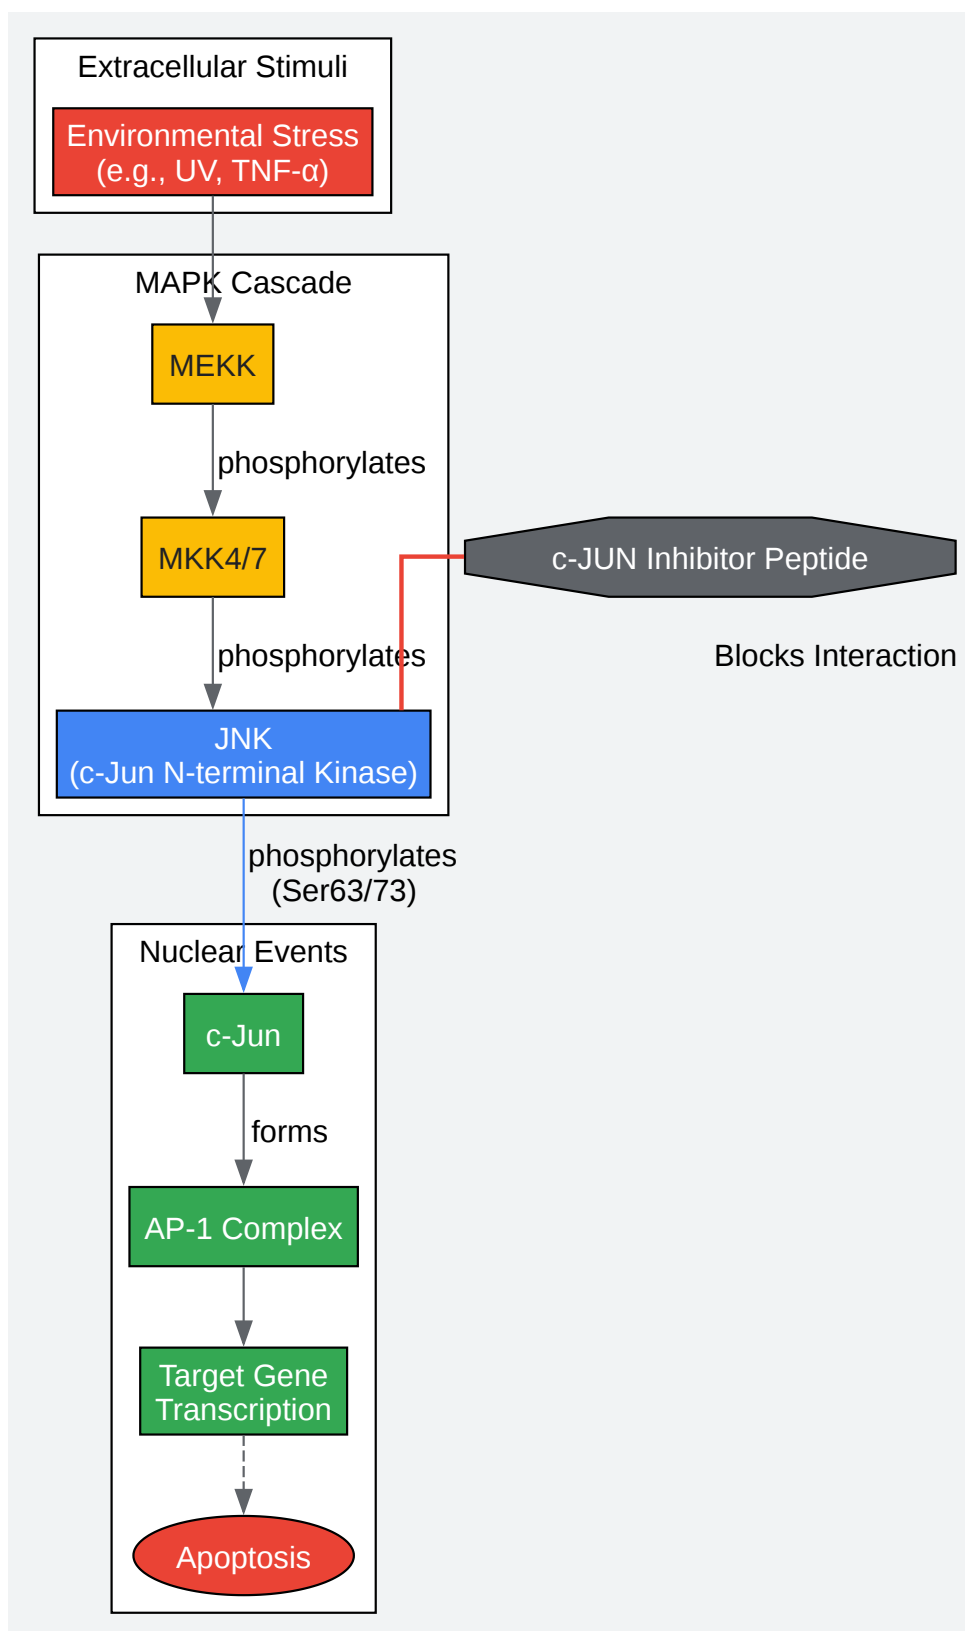 Extracellular Stimuli
Environmental Stress
(e.g., UV, TNF-α)
MAPK Cascade
MEKK
phosphorylates
MKK4/7
c-JUN Inhibitor Peptide
phosphorylates
Blocks Interaction
JNK
(c-Jun N-terminal Kinase)
phosphorylates
(Ser63/73)
Nuclear Events
c-Jun
forms
AP-1 Complex
Target Gene
Transcription
Apoptosis